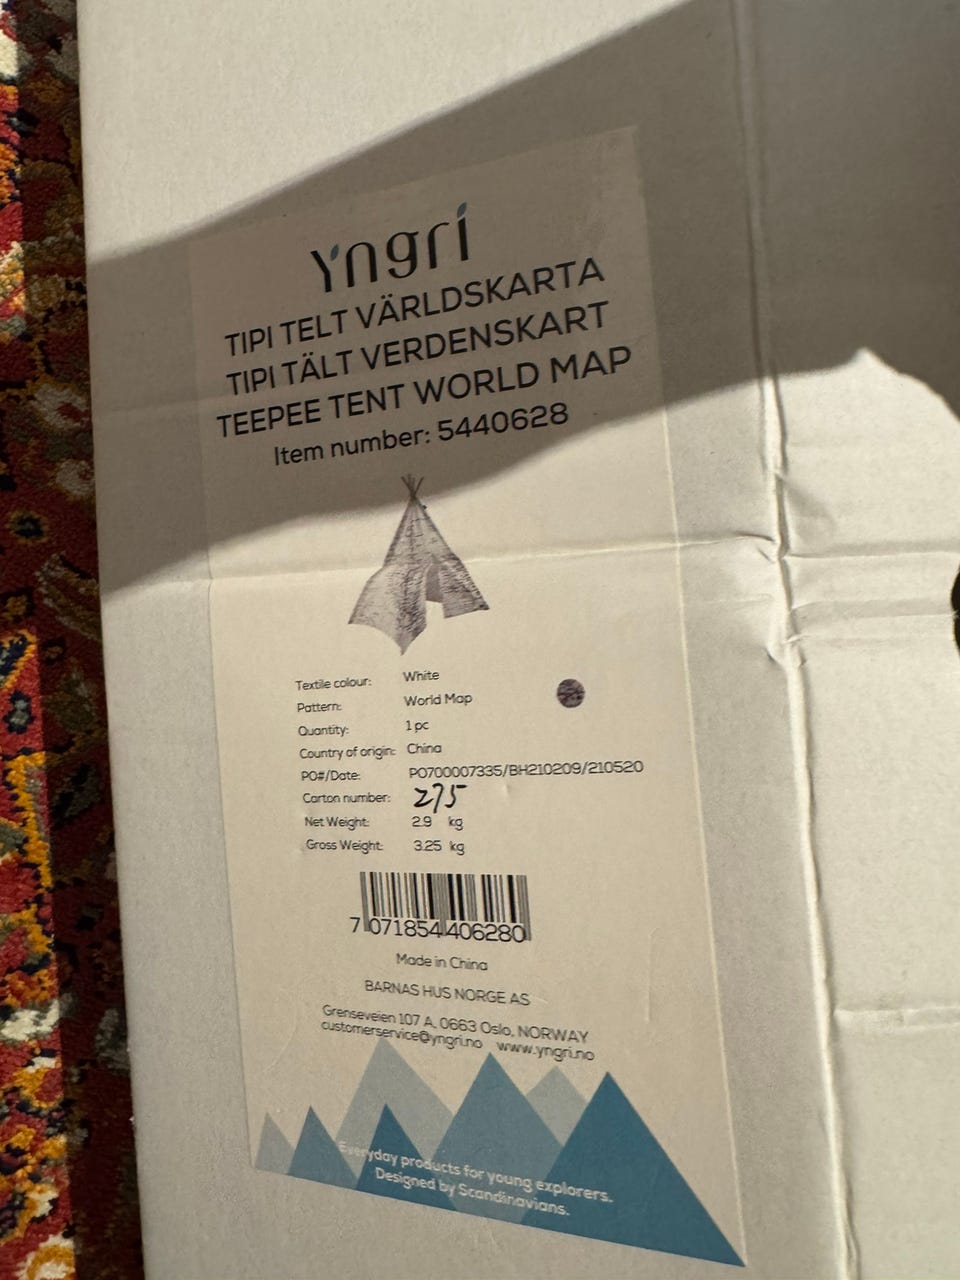 Yngri
TIPI TELT VÄRLDSKARTA
TIPI TÄLT VERDENSKART
TEEPEE TENT WORLD MAP
Item number: 5440628
Textile colour: White
Pattern: World Map
Quantity: 1 pc
Country of origin: China
PO#/Date: PO700007335/BH210209/210520
Carton number: 275
Net Weight: 2.9 kg
Gross Weight: 3.25 kg
7 071854 406280
Made in China
BARNAS HUS NORGE AS
Grenseveien 107 A, 0663 Oslo, NORWAY
customerservice@yngri.no www.yngri.no
Everyday products for young explorers.
Designed by Scandinavians.